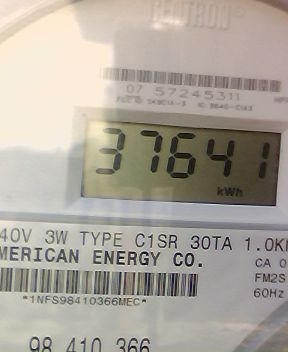 CENTRON®
07 57245311
37641
kWh
40V 3W TYPE C1SR 30TA 1.0K
MERICAN ENERGY CO.
CA 0
FM2S
60Hz
*1NFS98410366MEC*
98 410 366